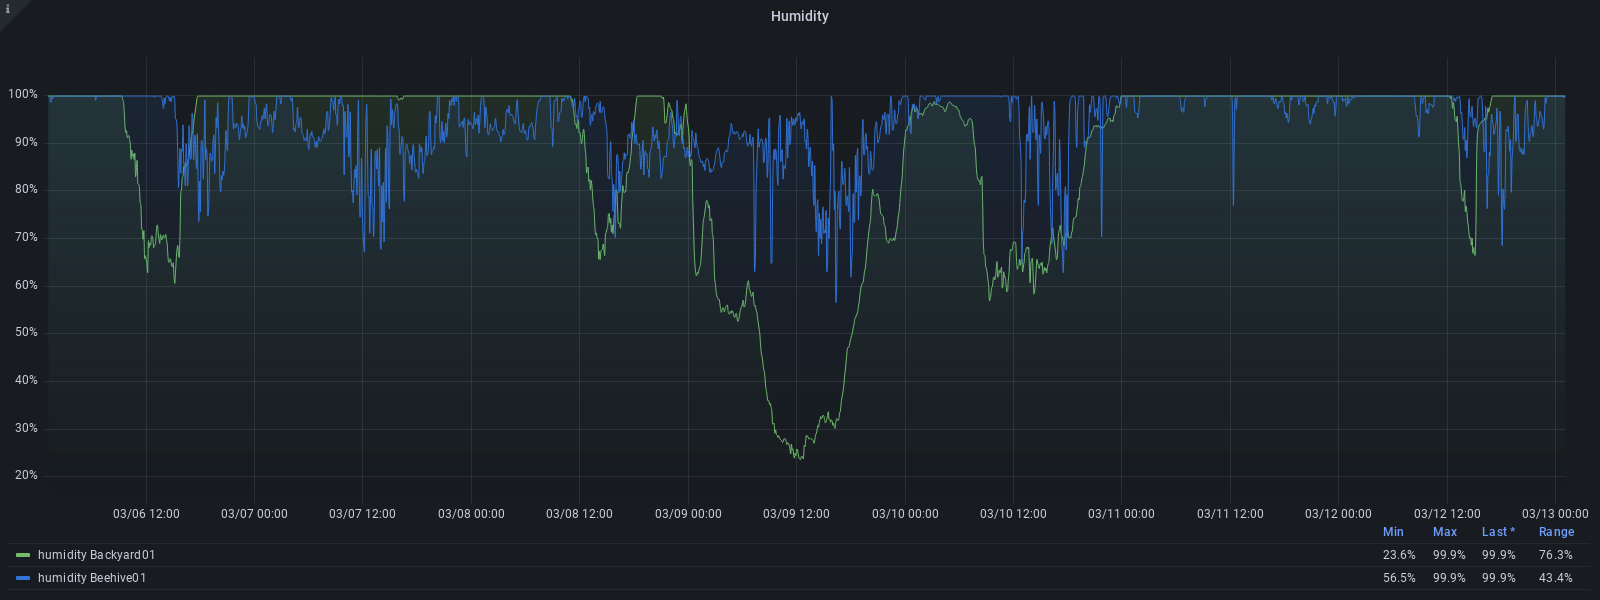 i
Humidity
100%
90%
80%
70%
60%
50%
40%
30%
20%
03/06 12:00 03/07 00:00 03/07 12:00 03/08 00:00 03/08 12:00 03/09 00:00 03/09 12:00 03/10 00:00 03/10 12:00 03/11 00:00 03/11 12:00 03/12 00:00 03/12 12:00 03/13 00:00
Min Max Last * Range
humidity Backyard01 23.6% 99.9% 99.9% 76.3%
humidity Beehive01 56.5% 99.9% 99.9% 43.4%